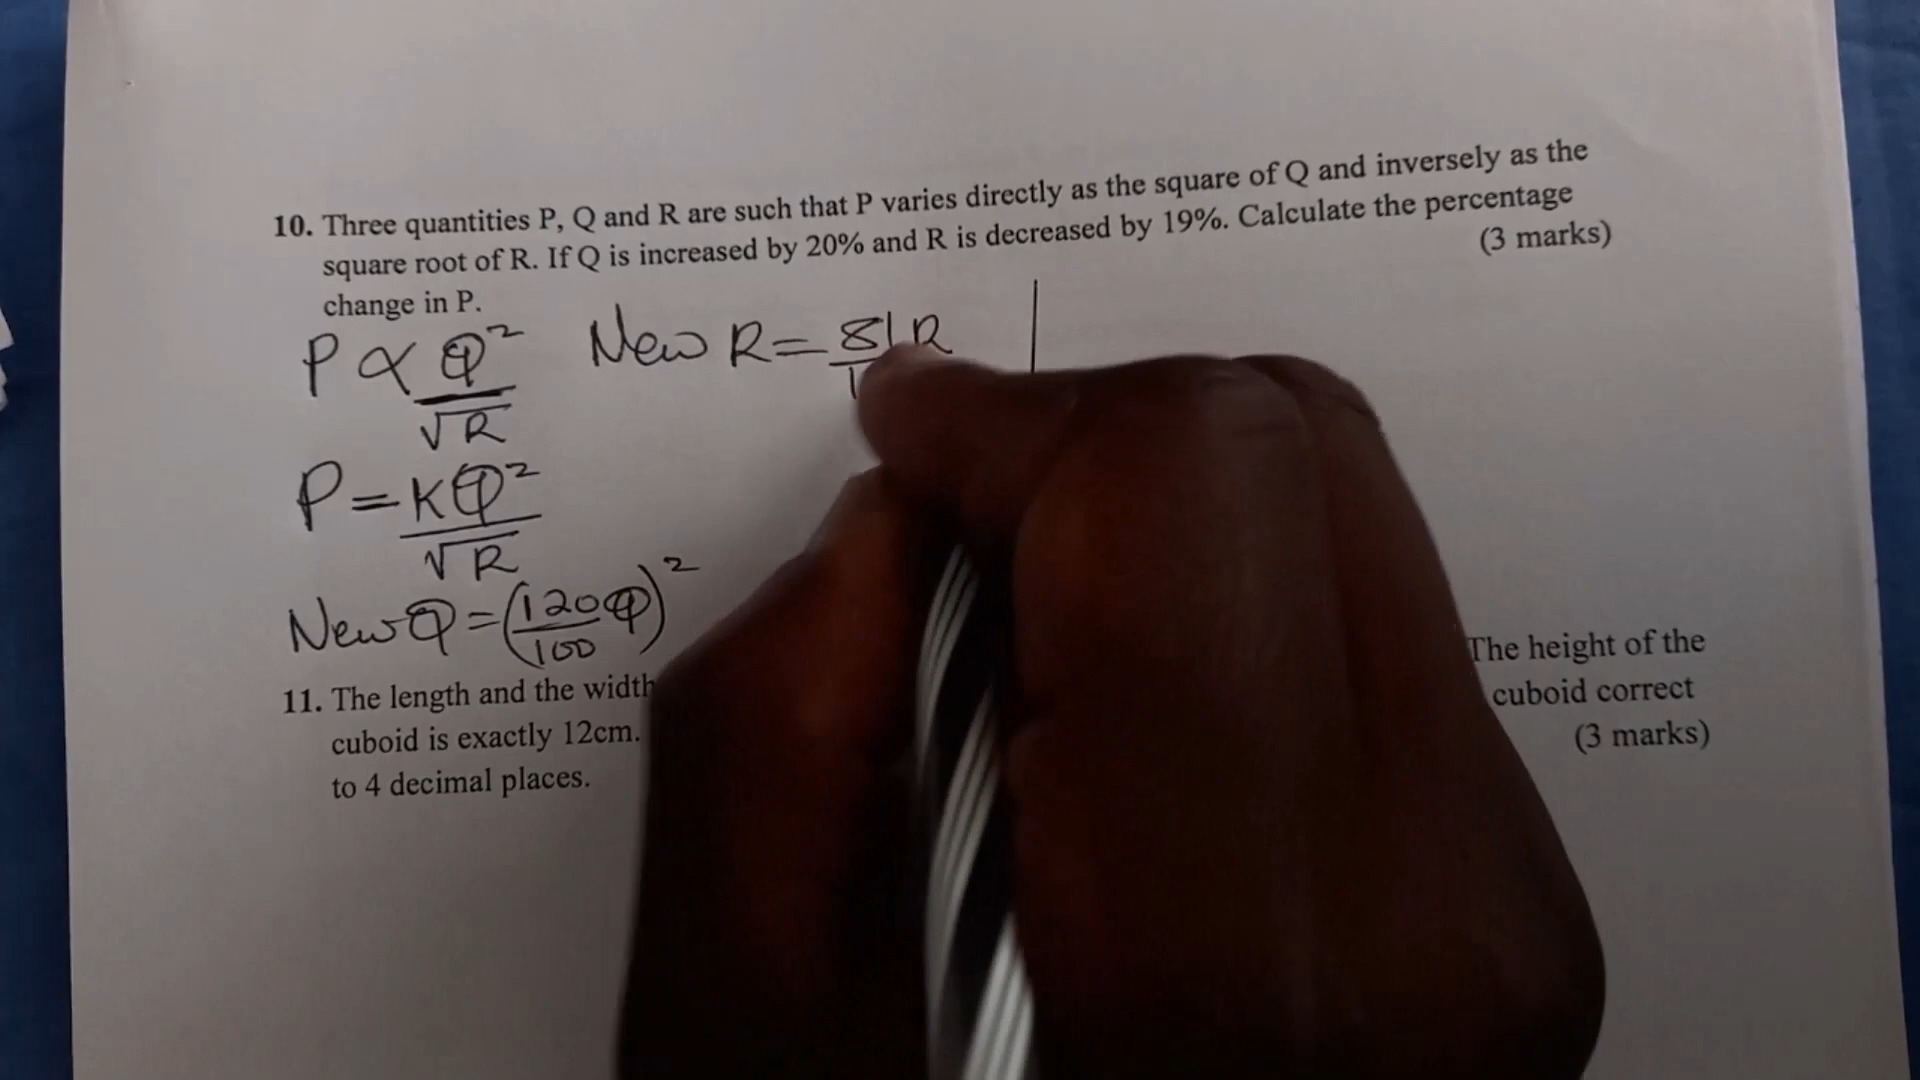 10. Three quantities P, Q and R are such that P varies directly as the square of Q and inversely as the
square root of R. If Q is increased by 20% and R is decreased by 19%. Calculate the percentage
change in P.
(3 marks)
P ∝ Q²
√R
New R = 81R
1
P = KQ²
√R
New Q = (120Q)²
100
11. The length and the width
The height of the
cuboid is exactly 12cm.
cuboid correct
to 4 decimal places.
(3 marks)